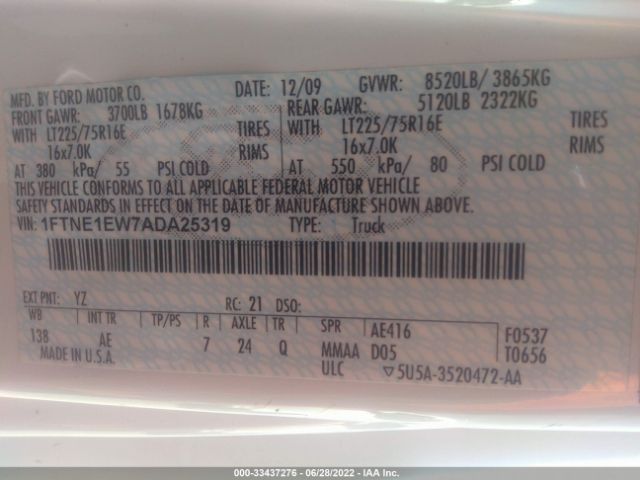 MFD. BY FORD MOTOR CO. DATE: 12/09 GVWR: 8520LB/ 3865KG
FRONT GAWR: 3700LB 1678KG REAR GAWR: 5120LB 2322KG
WITH LT225/75R16E TIRES WITH LT225/75R16E TIRES
16x7.0K RIMS 16x7.0K RIMS
AT 380 kPa/ 55 PSI COLD AT 550 kPa/ 80 PSI COLD
THIS VEHICLE CONFORMS TO ALL APPLICABLE FEDERAL MOTOR VEHICLE
SAFETY STANDARDS IN EFFECT ON THE DATE OF MANUFACTURE SHOWN ABOVE.
VIN: 1FTNE1EW7ADA25319 TYPE: Truck
EXT PNT: YZ RC: 21 DSO:
WB INT TR TP/PS R AXLE TR SPR AE416 F0537
138 AE 7 24 Q MMAA D05 T0656
MADE IN U.S.A. ULC ▽5U5A-3520472-AA
000-33437276 - 06/28/2022 - IAA Inc.